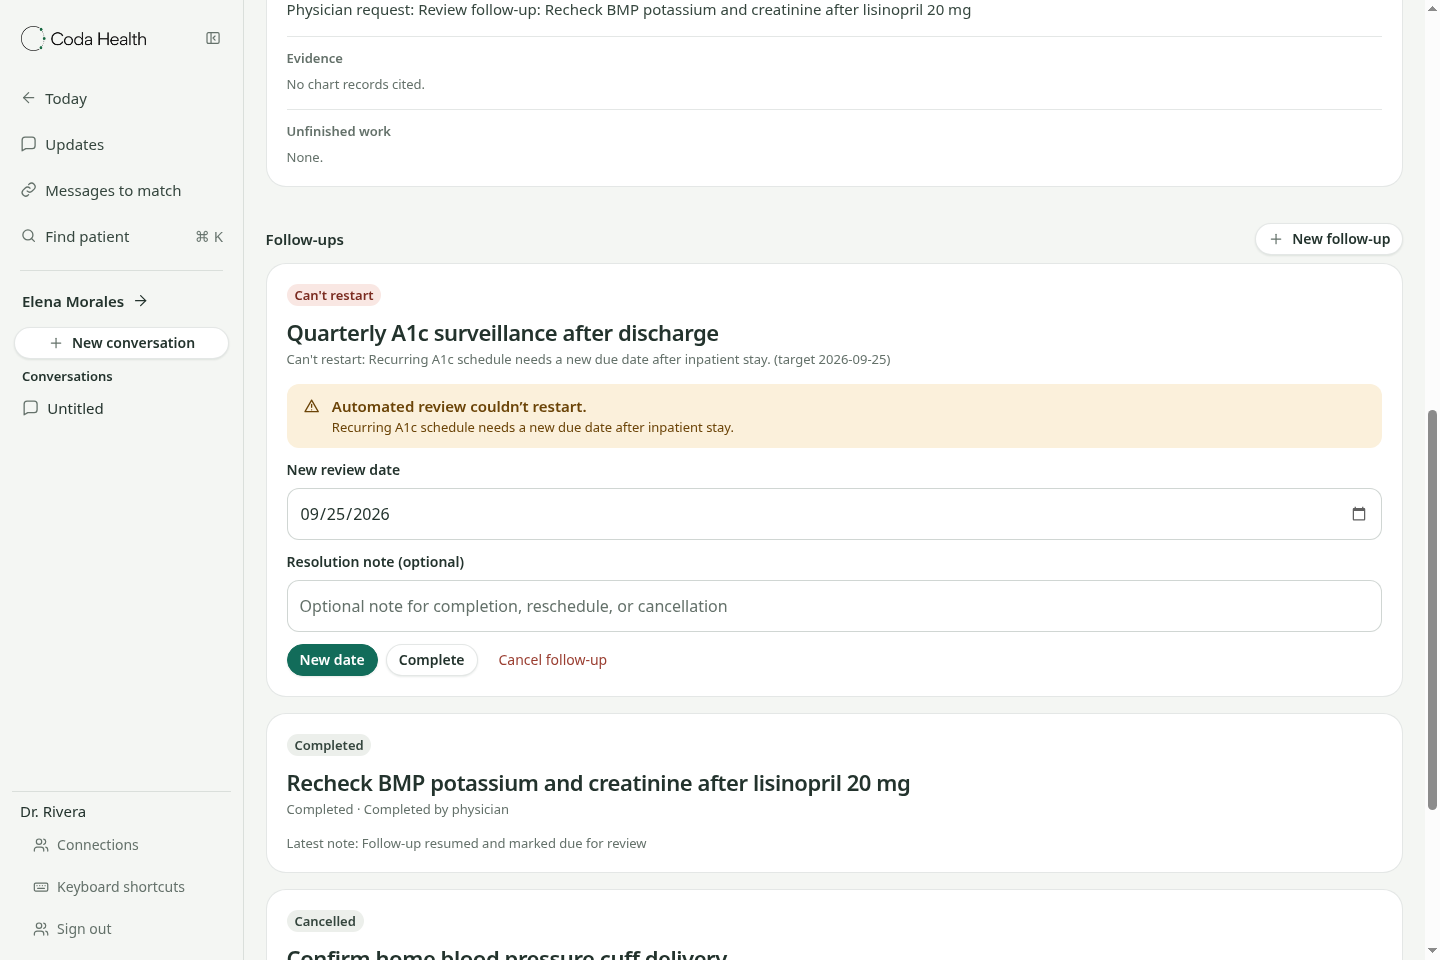 Coda Health
Today
Updates
Messages to match
Find patient ⌘ K
Elena Morales
New conversation
Conversations
Untitled
Dr. Rivera
Connections
Keyboard shortcuts
Sign out
Physician request: Review follow-up: Recheck BMP potassium and creatinine after lisinopril 20 mg
Evidence
No chart records cited.
Unfinished work
None.
Follow-ups
New follow-up
Can't restart
Quarterly A1c surveillance after discharge
Can't restart: Recurring A1c schedule needs a new due date after inpatient stay. (target 2026-09-25)
Automated review couldn’t restart.
Recurring A1c schedule needs a new due date after inpatient stay.
New review date
09/25/2026
Resolution note (optional)
Optional note for completion, reschedule, or cancellation
New date Complete Cancel follow-up
Completed
Recheck BMP potassium and creatinine after lisinopril 20 mg
Completed · Completed by physician
Latest note: Follow-up resumed and marked due for review
Cancelled
Confirm home blood pressure cuff delivery